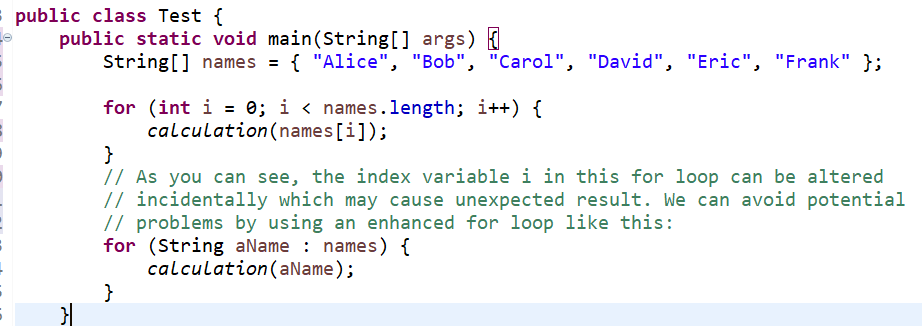 public class Test {
public static void main(String[] args) {
String[] names = { "Alice", "Bob", "Carol", "David", "Eric", "Frank" };
for (int i = 0; i < names.length; i++) {
calculation(names[i]);
}
// As you can see, the index variable i in this for loop can be altered
// incidentally which may cause unexpected result. We can avoid potential
// problems by using an enhanced for loop like this:
for (String aName : names) {
calculation(aName);
}
}